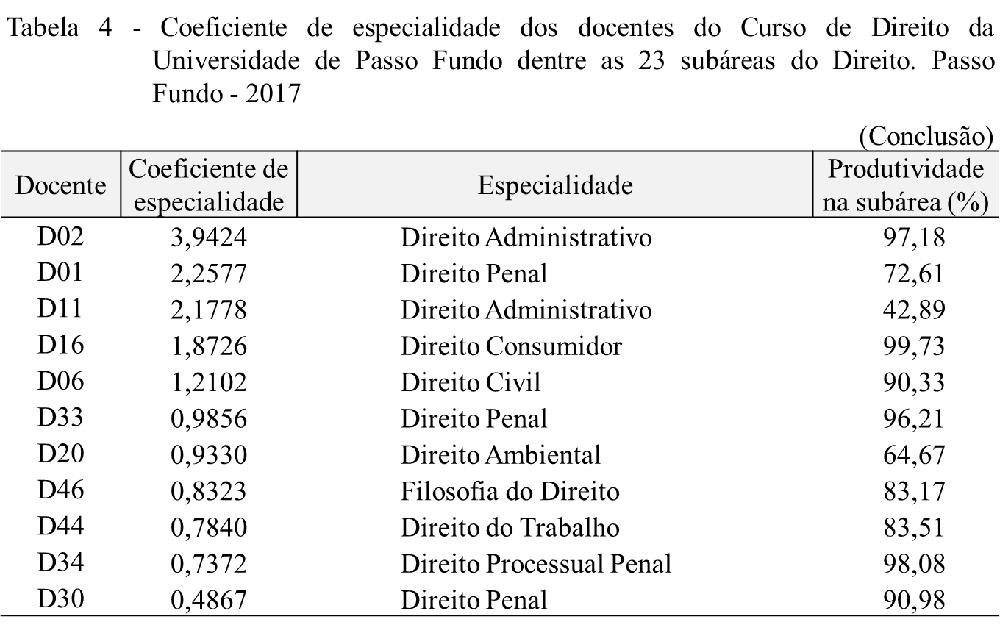 Tabela 4 - Coeficiente de especialidade dos docentes do Curso de Direito da
Universidade de Passo Fundo dentre as 23 subáreas do Direito. Passo
Fundo - 2017
(Conclusão)
Docente Coeficiente de especialidade Especialidade Produtividade na subárea (%)
D02 3,9424 Direito Administrativo 97,18
D01 2,2577 Direito Penal 72,61
D11 2,1778 Direito Administrativo 42,89
D16 1,8726 Direito Consumidor 99,73
D06 1,2102 Direito Civil 90,33
D33 0,9856 Direito Penal 96,21
D20 0,9330 Direito Ambiental 64,67
D46 0,8323 Filosofia do Direito 83,17
D44 0,7840 Direito do Trabalho 83,51
D34 0,7372 Direito Processual Penal 98,08
D30 0,4867 Direito Penal 90,98